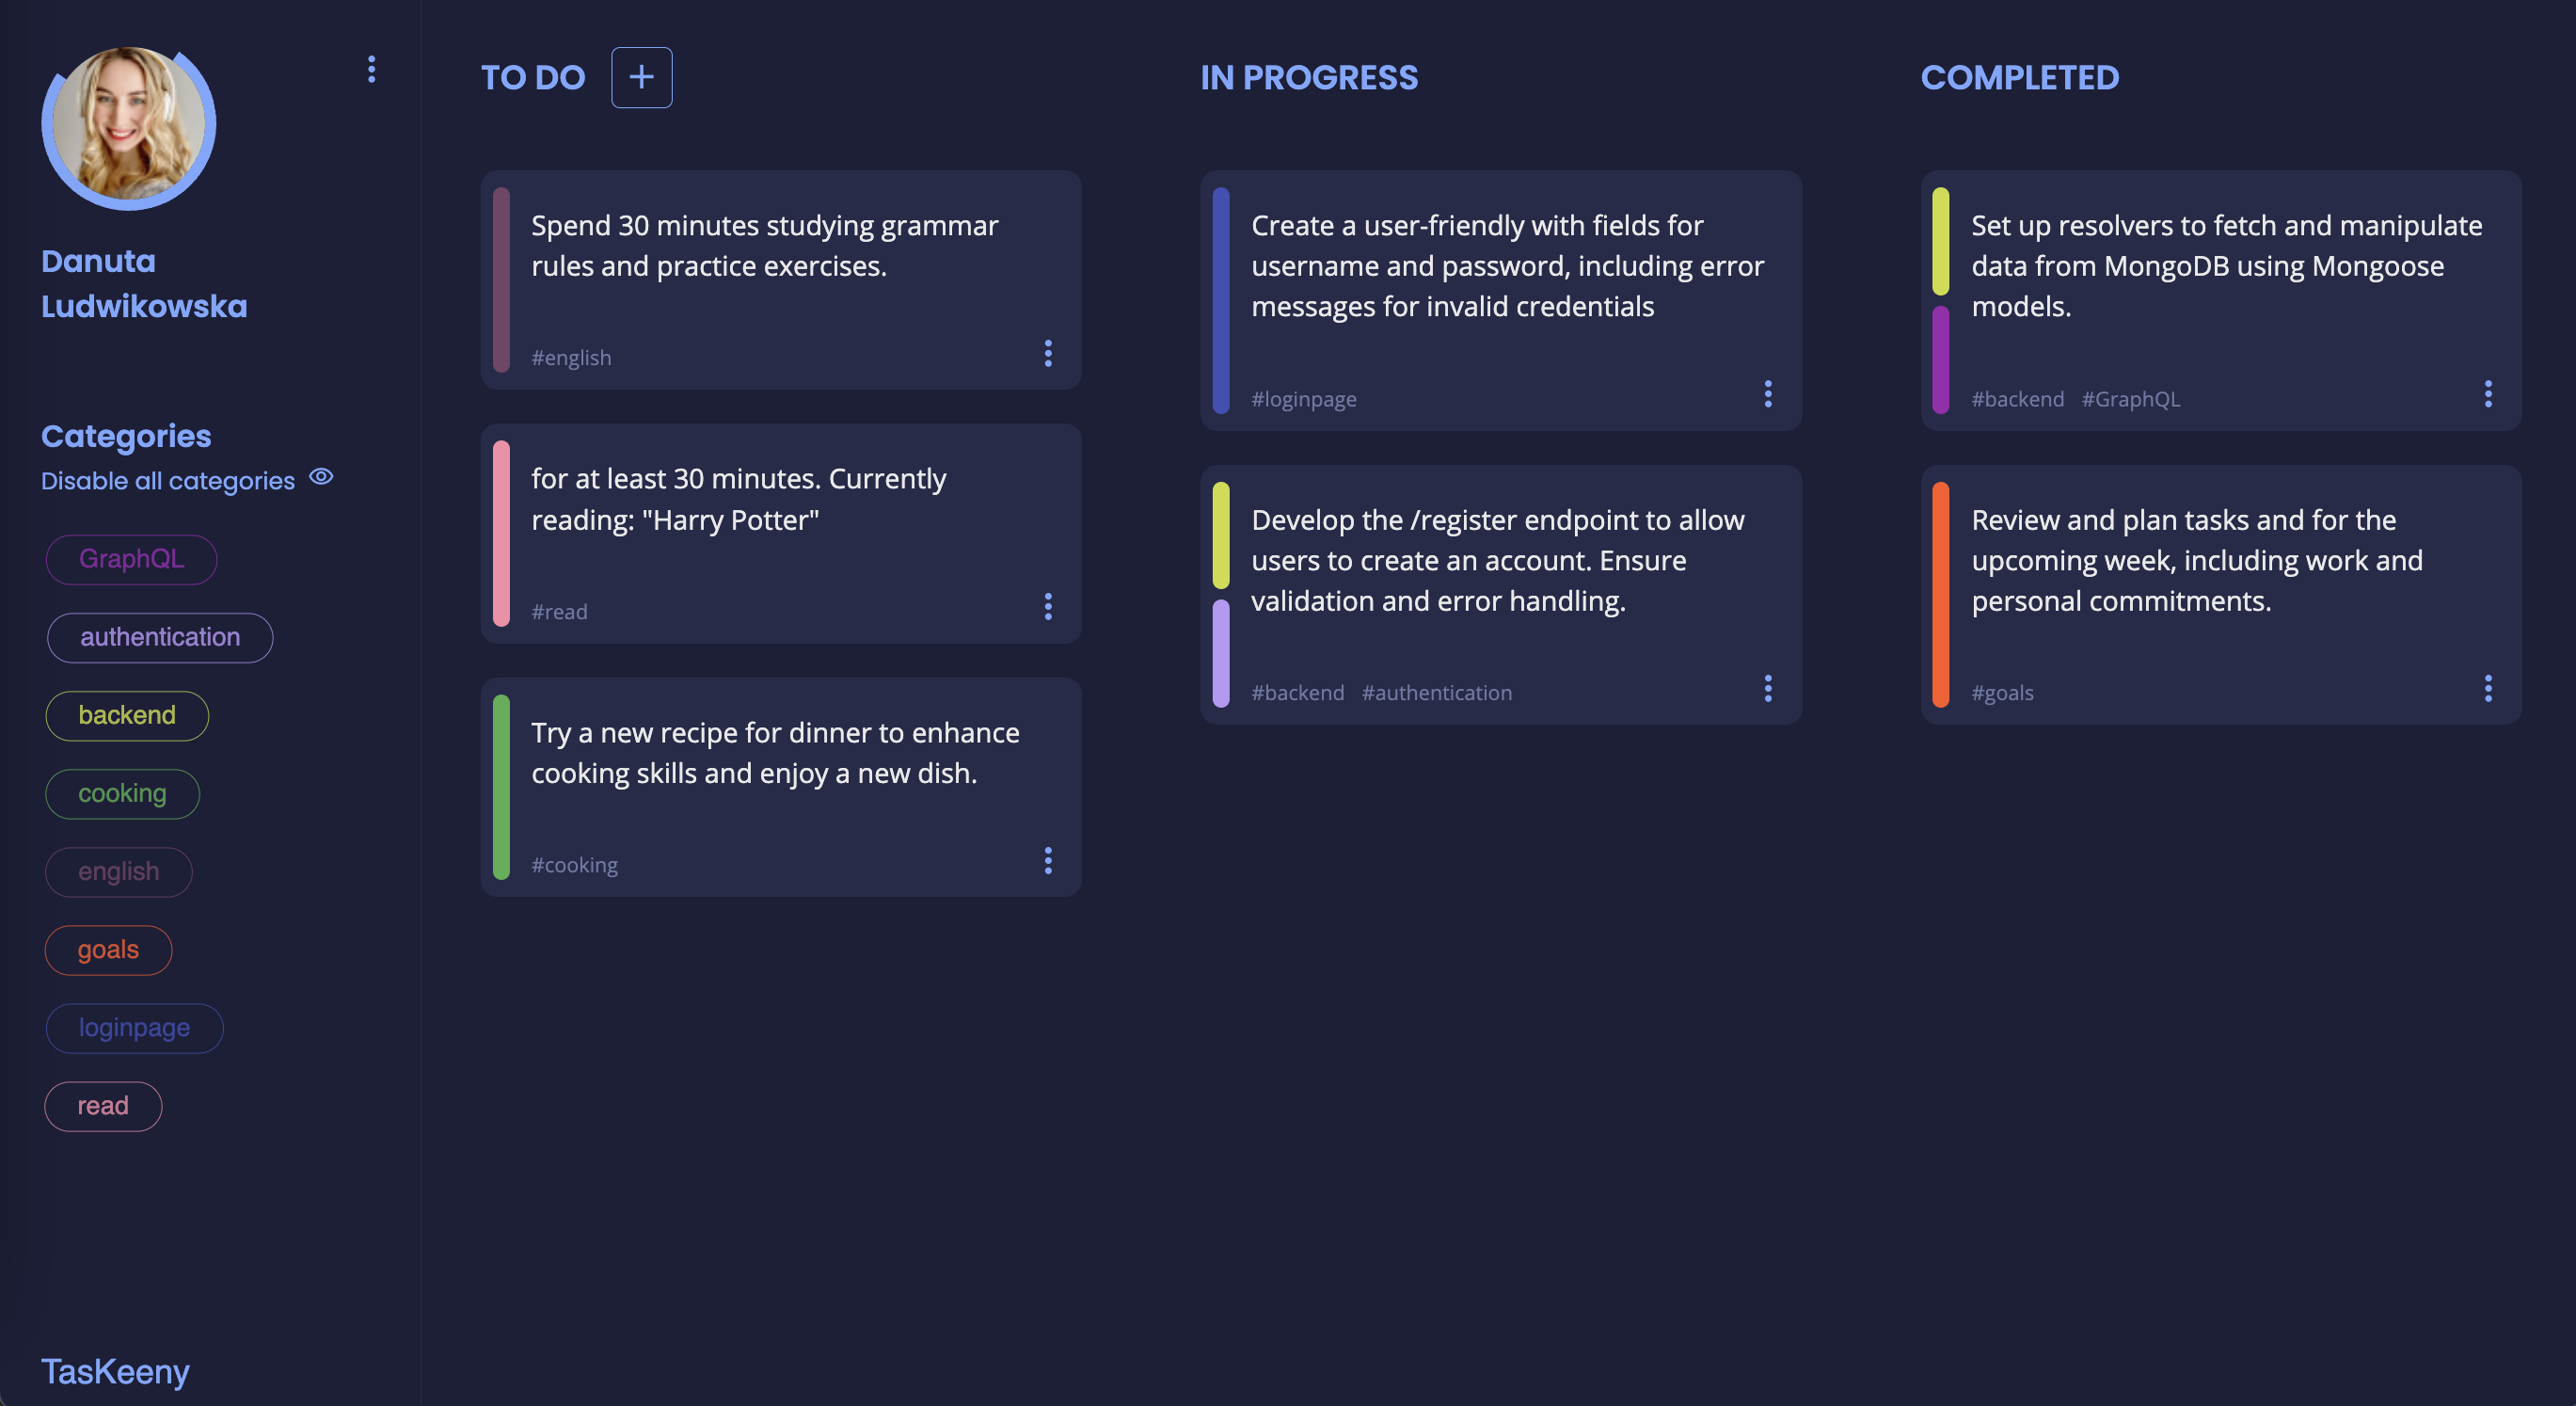 Danuta
Ludwikowska
Categories
Disable all categories
GraphQL
authentication
backend
cooking
english
goals
loginpage
read
TasKeeny
TO DO
+
Spend 30 minutes studying grammar
rules and practice exercises.
#english
for at least 30 minutes. Currently
reading: "Harry Potter"
#read
Try a new recipe for dinner to enhance
cooking skills and enjoy a new dish.
#cooking
IN PROGRESS
Create a user-friendly with fields for
username and password, including error
messages for invalid credentials
#loginpage
Develop the /register endpoint to allow
users to create an account. Ensure
validation and error handling.
#backend #authentication
COMPLETED
Set up resolvers to fetch and manipulate
data from MongoDB using Mongoose
models.
#backend #GraphQL
Review and plan tasks and for the
upcoming week, including work and
personal commitments.
#goals